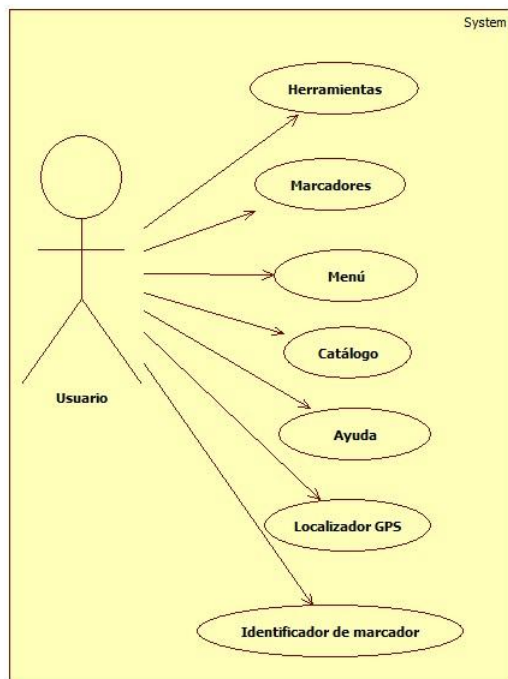 System
Herramientas
Marcadores
Menú
Catálogo
Usuario
Ayuda
Localizador GPS
Identificador de marcador